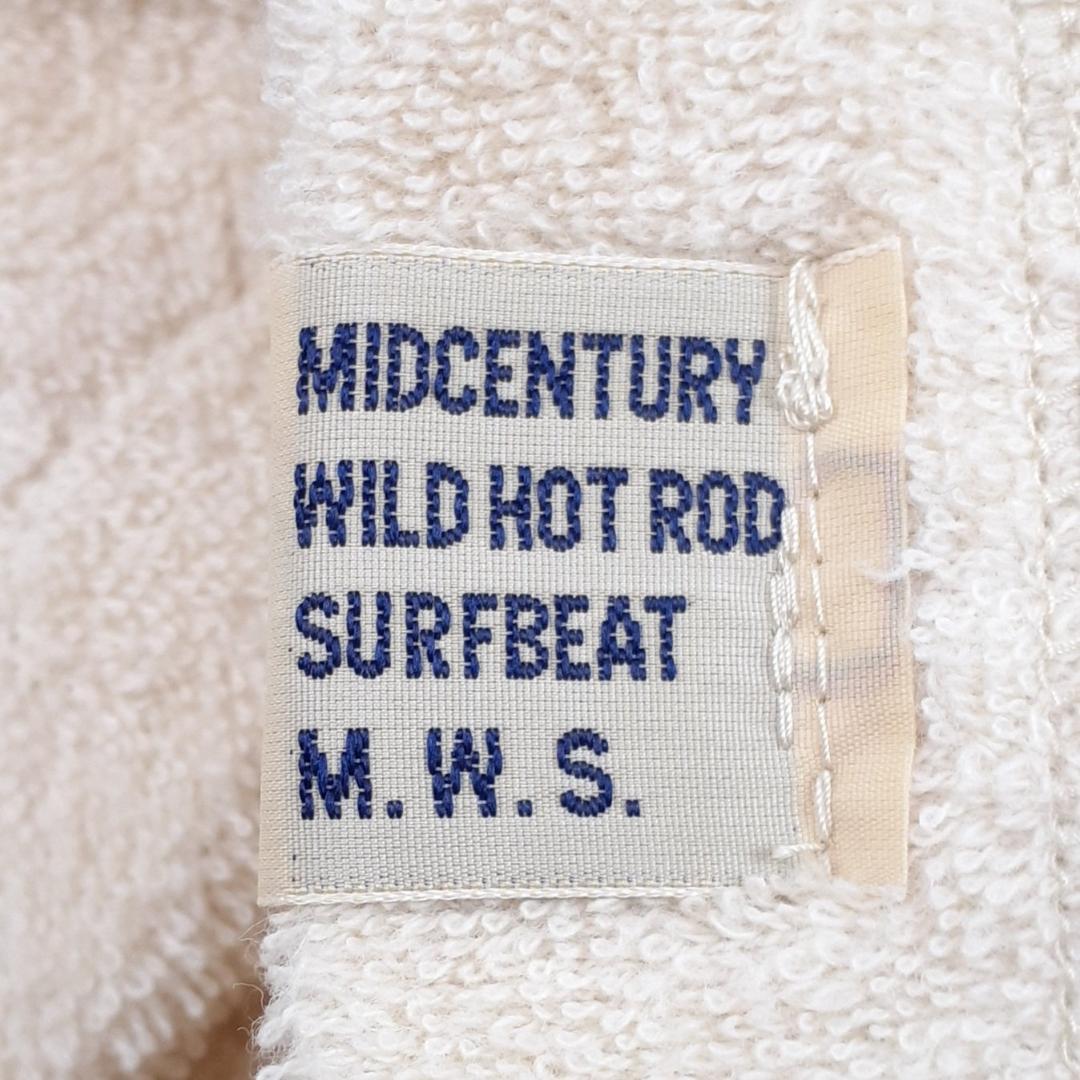 MIDCENTURY
WILD HOT ROD
SURFBEAT
M.W.S.